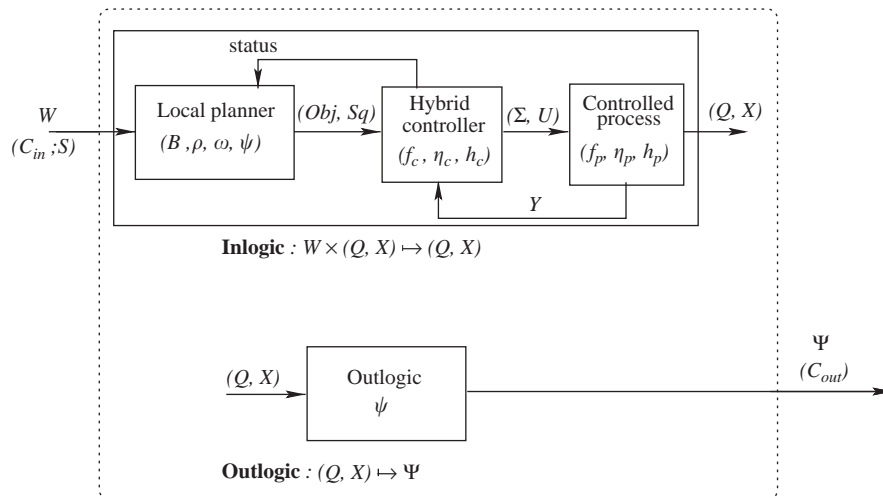 status
W
(C_in ;S)
Local planner
(B ,ρ, ω, ψ)
(Obj, Sq)
Hybrid
controller
(f_c , η_c , h_c )
(Σ, U)
Controlled
process
(f_p, η_p, h_p)
(Q, X)
Y
Inlogic : W × (Q, X) ↦ (Q, X)
(Q, X)
Outlogic
ψ
Ψ
(C_out)
Outlogic : (Q, X) ↦ Ψ